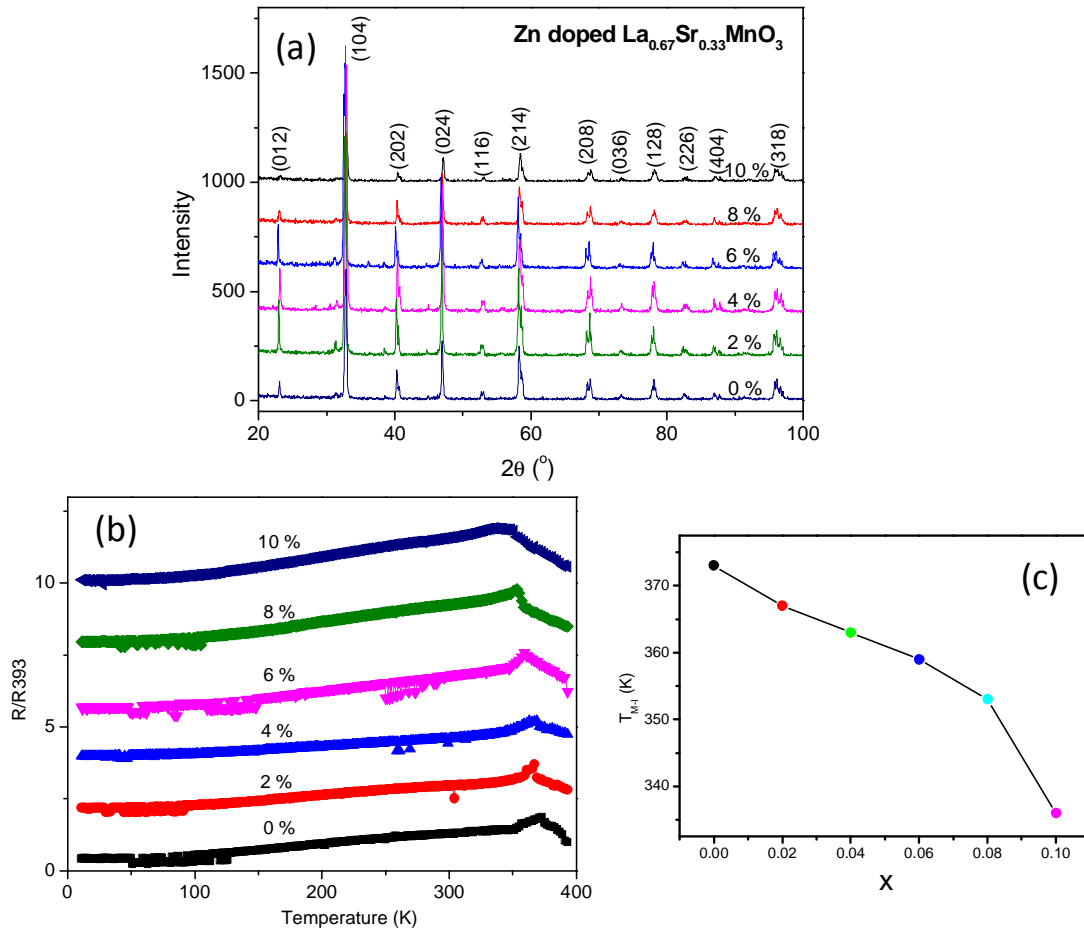 (a)
Zn doped La0.67Sr0.33MnO3
(012)
(104)
(202)
(024)
(116)
(214)
(208)
(036)
(128)
(226)
(404)
(318)
10 %
8 %
6 %
4 %
2 %
0 %
1500
1000
500
0
Intensity
20 40 60 80 100
2θ (°)
(b)
10 %
8 %
6 %
4 %
2 %
0 %
10
5
0
R/R393
0 100 200 300 400
Temperature (K)
(c)
370
360
350
340
T M-I (K)
0.00 0.02 0.04 0.06 0.08 0.10
X